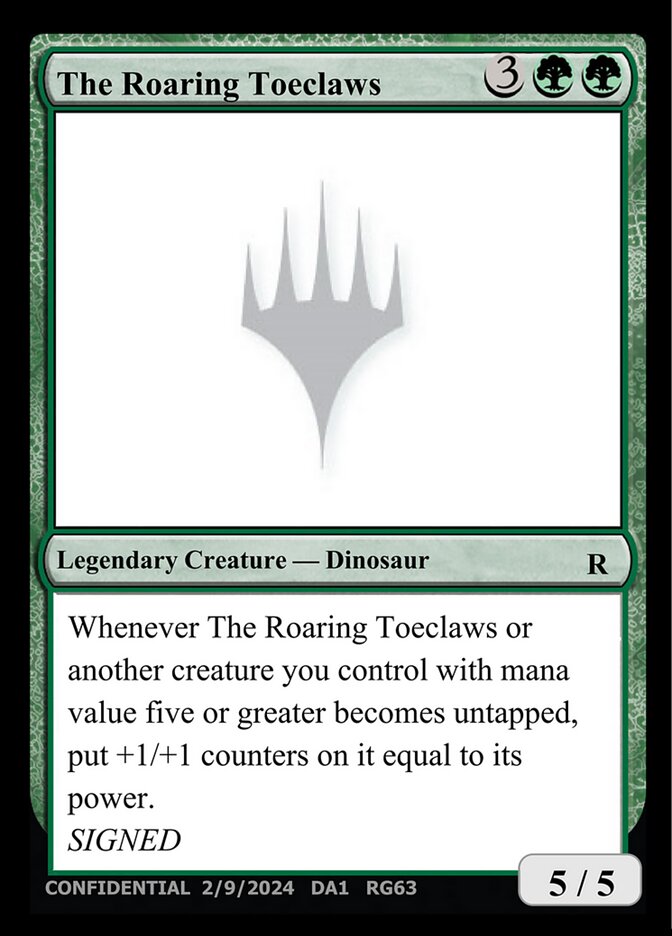 The Roaring Toeclaws 3
Legendary Creature — Dinosaur R
Whenever The Roaring Toeclaws or
another creature you control with mana
value five or greater becomes untapped,
put +1/+1 counters on it equal to its
power.
SIGNED
CONFIDENTIAL 2/9/2024 DA1 RG63
5 / 5